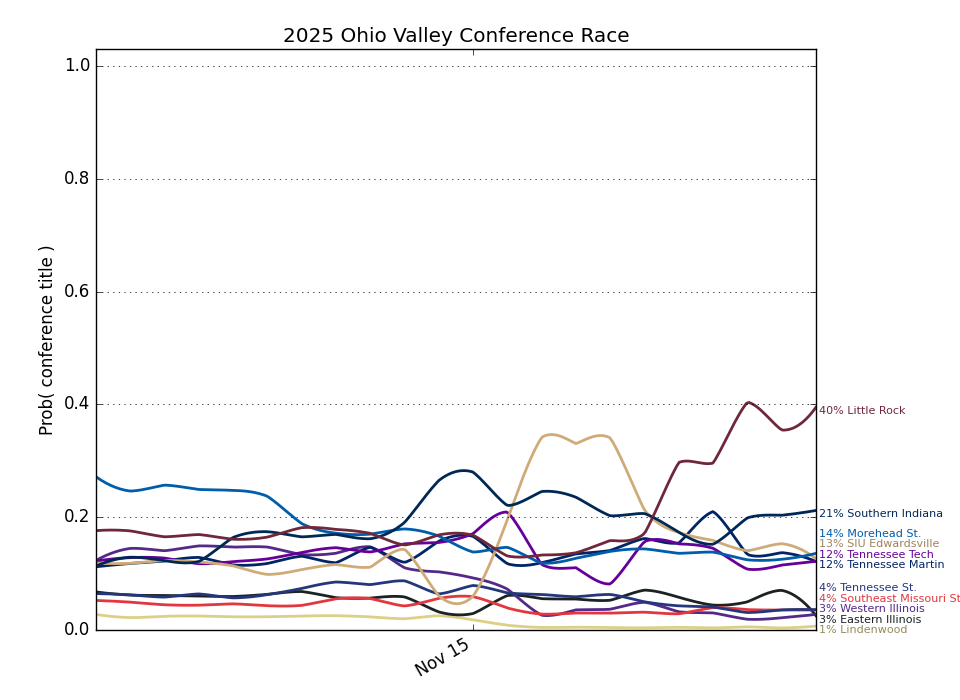 2025 Ohio Valley Conference Race
Prob( conference title )
1.0
0.8
0.6
0.4
0.2
0.0
Nov 15
40% Little Rock
21% Southern Indiana
14% Morehead St.
13% SIU Edwardsville
12% Tennessee Tech
12% Tennessee Martin
4% Tennessee St.
4% Southeast Missouri St
3% Western Illinois
3% Eastern Illinois
1% Lindenwood